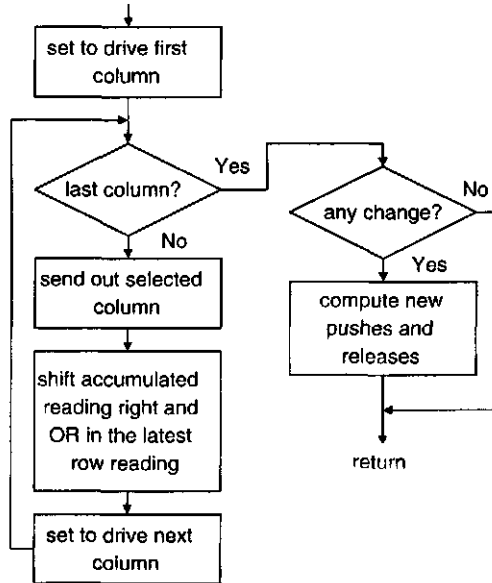 set to drive first
column
last column?
Yes
No
send out selected
column
shift accumulated
reading right and
OR in the latest
row reading
set to drive next
column
any change?
No
Yes
compute new
pushes and
releases
return